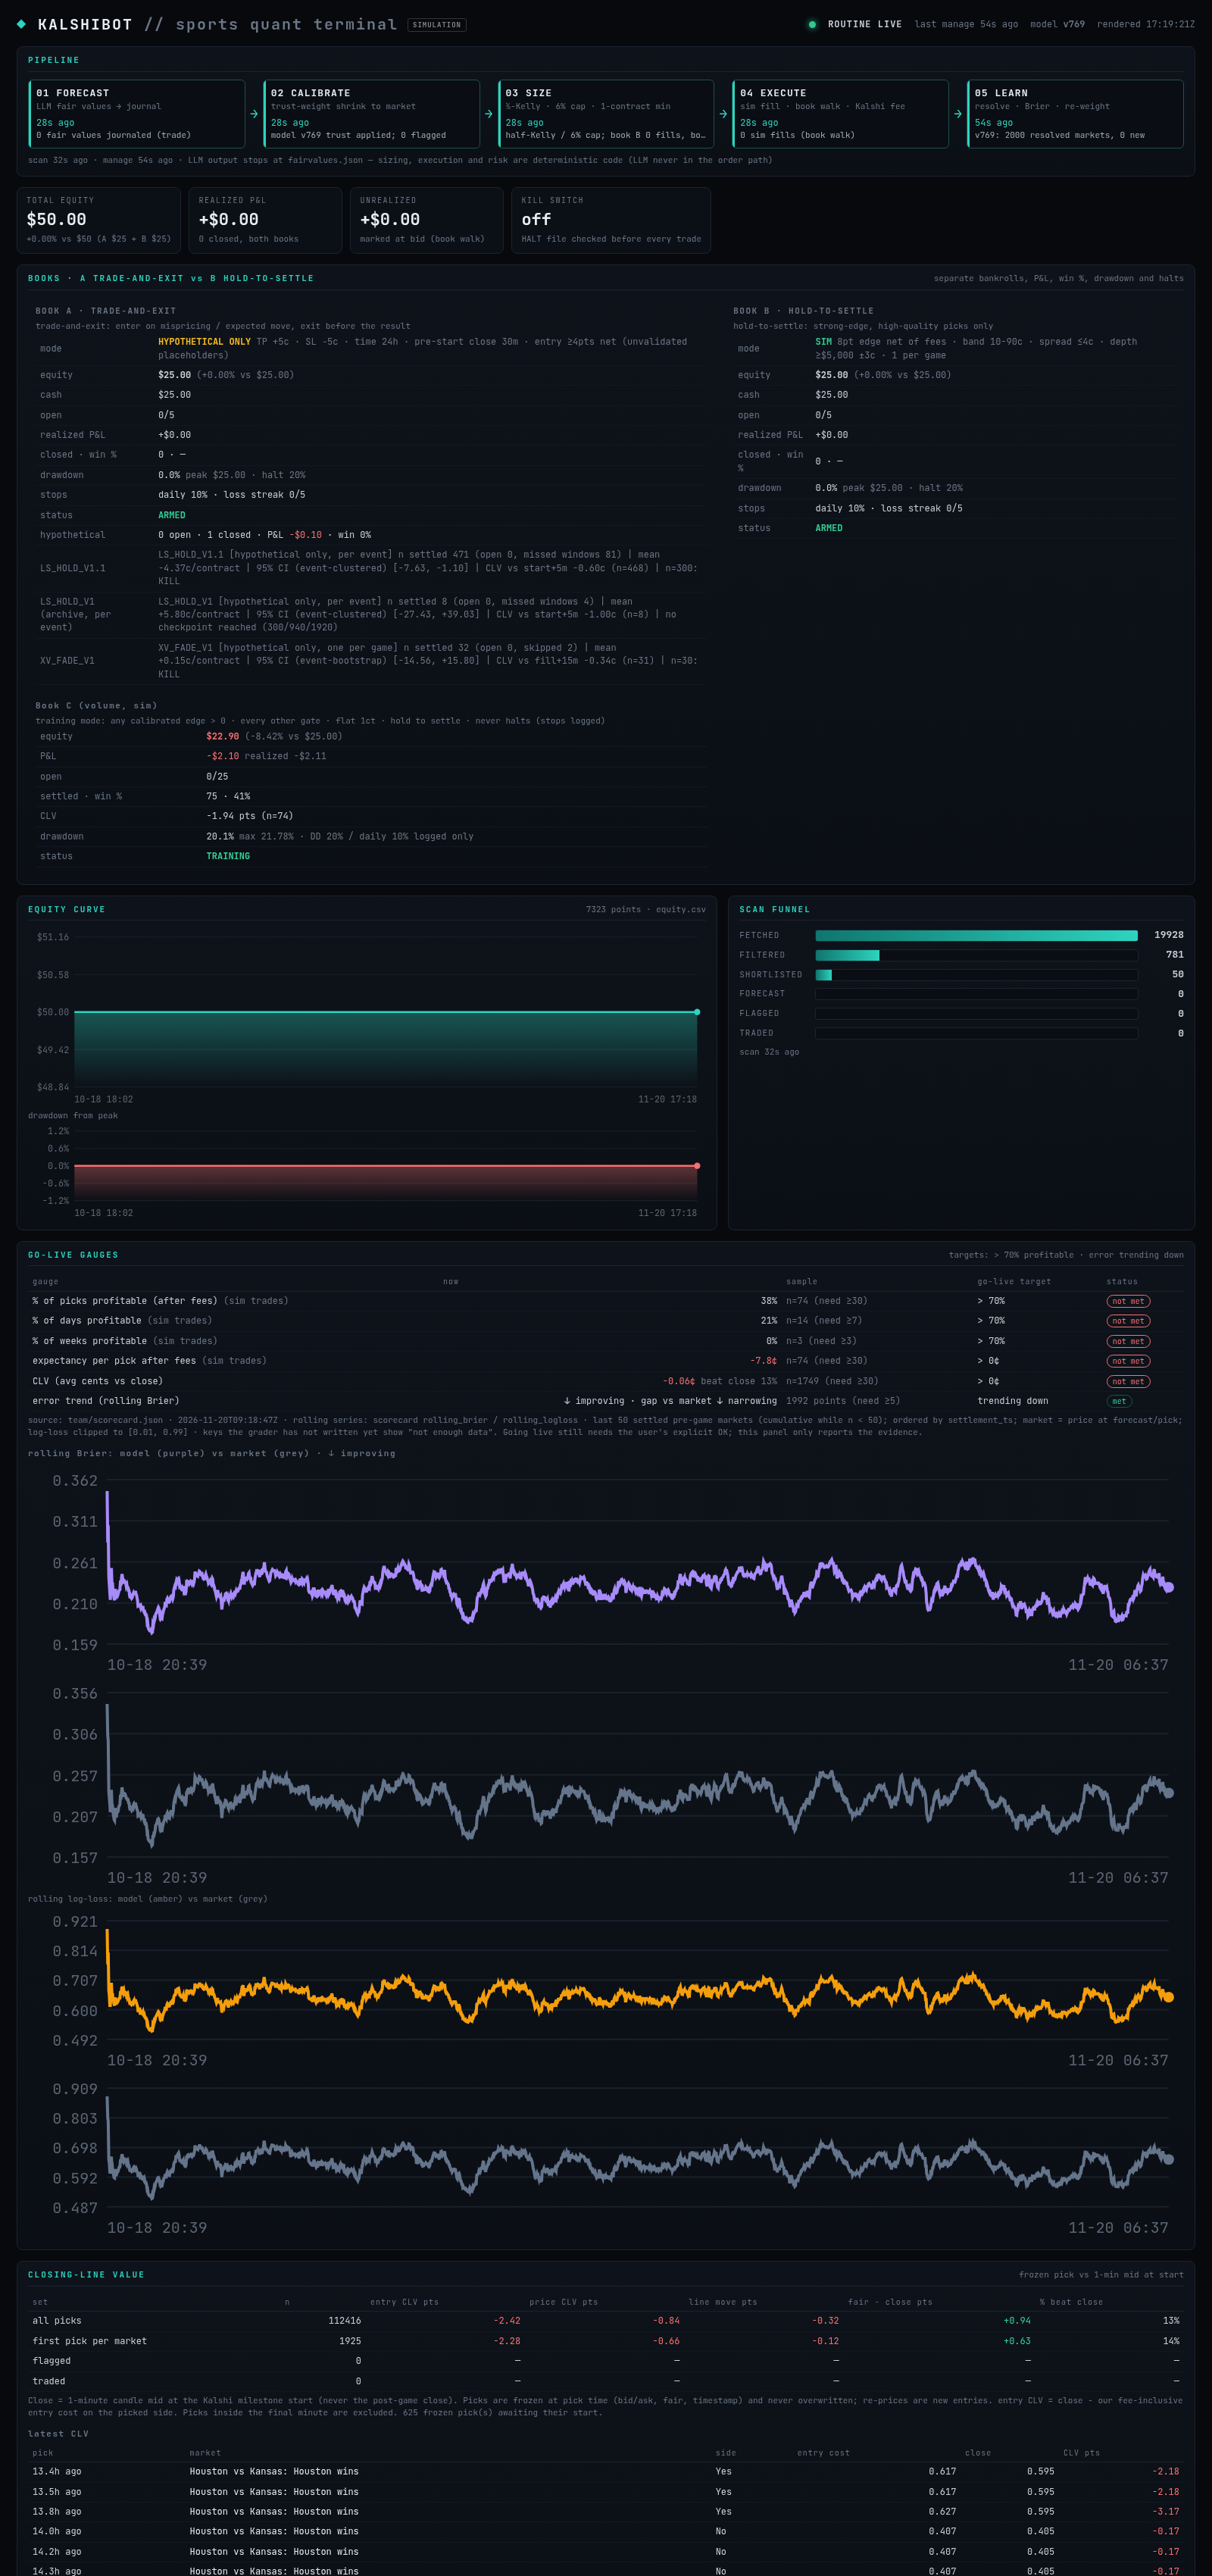 ◆ KALSHIBOT // sports quant terminal SIMULATION
ROUTINE LIVE last manage 54s ago model v769 rendered 17:19:21Z
PIPELINE
01 FORECAST
LLM fair values → journal
28s ago
0 fair values journaled (trade)
→
02 CALIBRATE
trust-weight shrink to market
28s ago
model v769 trust applied; 0 flagged
→
03 SIZE
½-Kelly · 6% cap · 1-contract min
28s ago
half-Kelly / 6% cap; book B 0 fills, bo…
→
04 EXECUTE
sim fill · book walk · Kalshi fee
28s ago
0 sim fills (book walk)
→
05 LEARN
resolve · Brier · re-weight
54s ago
v769: 2000 resolved markets, 0 new
scan 32s ago · manage 54s ago · LLM output stops at fairvalues.json — sizing, execution and risk are deterministic code (LLM never in the order path)
TOTAL EQUITY
$50.00
+0.00% vs $50 (A $25 + B $25)
REALIZED P&L
+$0.00
0 closed, both books
UNREALIZED
+$0.00
marked at bid (book walk)
KILL SWITCH
off
HALT file checked before every trade
BOOKS · A TRADE-AND-EXIT vs B HOLD-TO-SETTLE
separate bankrolls, P&L, win %, drawdown and halts
BOOK A · TRADE-AND-EXIT
trade-and-exit: enter on mispricing / expected move, exit before the result
mode HYPOTHETICAL ONLY TP +5c · SL -5c · time 24h · pre-start close 30m · entry ≥4pts net (unvalidated
placeholders)
equity $25.00 (+0.00% vs $25.00)
cash $25.00
open 0/5
realized P&L +$0.00
closed · win % 0 · —
drawdown 0.0% peak $25.00 · halt 20%
stops daily 10% · loss streak 0/5
status ARMED
hypothetical 0 open · 1 closed · P&L -$0.10 · win 0%
LS_HOLD_V1.1 LS_HOLD_V1.1 [hypothetical only, per event] n settled 471 (open 0, missed windows 81) | mean
-4.37c/contract | 95% CI (event-clustered) [-7.63, -1.10] | CLV vs start+5m -0.60c (n=468) | n=300:
KILL
LS_HOLD_V1 (archive, per event) LS_HOLD_V1 [hypothetical only, per event] n settled 8 (open 0, missed windows 4) | mean
+5.80c/contract | 95% CI (event-clustered) [-27.43, +39.03] | CLV vs start+5m -1.00c (n=8) | no
checkpoint reached (300/940/1920)
XV_FADE_V1 XV_FADE_V1 [hypothetical only, one per game] n settled 32 (open 0, skipped 2) | mean
+0.15c/contract | 95% CI (event-bootstrap) [-14.56, +15.80] | CLV vs fill+15m -0.34c (n=31) | n=30:
KILL
BOOK B · HOLD-TO-SETTLE
hold-to-settle: strong-edge, high-quality picks only
mode SIM 8pt edge net of fees · band 10-90c · spread ≤4c · depth
≥$5,000 ±3c · 1 per game
equity $25.00 (+0.00% vs $25.00)
cash $25.00
open 0/5
realized P&L +$0.00
closed · win % 0 · —
drawdown 0.0% peak $25.00 · halt 20%
stops daily 10% · loss streak 0/5
status ARMED
Book C (volume, sim)
training mode: any calibrated edge > 0 · every other gate · flat 1ct · hold to settle · never halts (stops logged)
equity $22.90 (-8.42% vs $25.00)
P&L -$2.10 realized -$2.11
open 0/25
settled · win % 75 · 41%
CLV -1.94 pts (n=74)
drawdown 20.1% max 21.78% · DD 20% / daily 10% logged only
status TRAINING
EQUITY CURVE
7323 points · equity.csv
$51.16
$50.58
$50.00
$49.42
$48.84
10-18 18:02 11-20 17:18
drawdown from peak
1.2%
0.6%
0.0%
-0.6%
-1.2%
10-18 18:02 11-20 17:18
SCAN FUNNEL
FETCHED 19928
FILTERED 781
SHORTLISTED 50
FORECAST 0
FLAGGED 0
TRADED 0
scan 32s ago
GO-LIVE GAUGES
targets: > 70% profitable · error trending down
gauge now sample go-live target status
% of picks profitable (after fees) (sim trades) 38% n=74 (need ≥30) > 70% not met
% of days profitable (sim trades) 21% n=14 (need ≥7) > 70% not met
% of weeks profitable (sim trades) 0% n=3 (need ≥3) > 70% not met
expectancy per pick after fees (sim trades) -7.8¢ n=74 (need ≥30) > 0¢ not met
CLV (avg cents vs close) -0.06¢ beat close 13% n=1749 (need ≥30) > 0¢ not met
error trend (rolling Brier) ↓ improving · gap vs market ↓ narrowing 1992 points (need ≥5) trending down met
source: team/scorecard.json · 2026-11-20T09:18:47Z · rolling series: scorecard rolling_brier / rolling_logloss · last 50 settled pre-game markets (cumulative while n < 50); ordered by settlement_ts; market = price at forecast/pick;
log-loss clipped to [0.01, 0.99] · keys the grader has not written yet show "not enough data". Going live still needs the user's explicit OK; this panel only reports the evidence.
rolling Brier: model (purple) vs market (grey) · ↓ improving
0.362
0.311
0.261
0.210
0.159
10-18 20:39 11-20 06:37
0.356
0.306
0.257
0.207
0.157
10-18 20:39 11-20 06:37
rolling log-loss: model (amber) vs market (grey)
0.921
0.814
0.707
0.600
0.492
10-18 20:39 11-20 06:37
0.909
0.803
0.698
0.592
0.487
10-18 20:39 11-20 06:37
CLOSING-LINE VALUE
frozen pick vs 1-min mid at start
set n entry CLV pts price CLV pts line move pts fair - close pts % beat close
all picks 112416 -2.42 -0.84 -0.32 +0.94 13%
first pick per market 1925 -2.28 -0.66 -0.12 +0.63 14%
flagged 0 — — — — —
traded 0 — — — — —
Close = 1-minute candle mid at the Kalshi milestone start (never the post-game close). Picks are frozen at pick time (bid/ask, fair, timestamp) and never overwritten; re-prices are new entries. entry CLV = close - our fee-inclusive
entry cost on the picked side. Picks inside the final minute are excluded. 625 frozen pick(s) awaiting their start.
latest CLV
pick market side entry cost close CLV pts
13.4h ago Houston vs Kansas: Houston wins Yes 0.617 0.595 -2.18
13.5h ago Houston vs Kansas: Houston wins Yes 0.617 0.595 -2.18
13.8h ago Houston vs Kansas: Houston wins Yes 0.627 0.595 -3.17
14.0h ago Houston vs Kansas: Houston wins No 0.407 0.405 -0.17
14.2h ago Houston vs Kansas: Houston wins No 0.407 0.405 -0.17
14.3h ago Houston vs Kansas: Houston wins No 0.407 0.405 -0.17